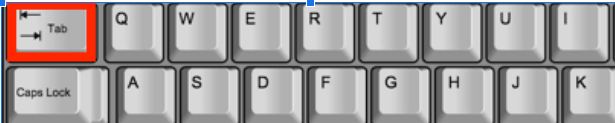 Tab Q W E R T Y U I
Caps Lock A S D F G H J K